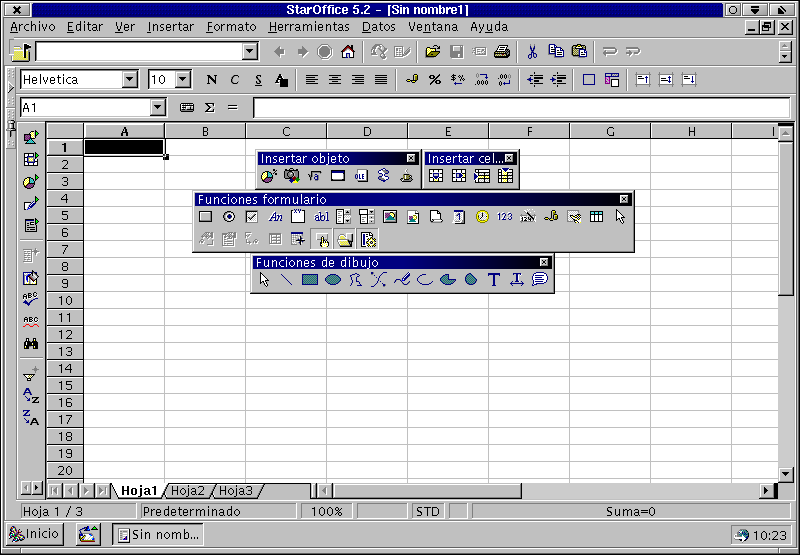 StarOffice 5.2 - [Sin nombre1]
Archivo Editar Ver Insertar Formato Herramientas Datos Ventana Ayuda
Helvetica 10 N C S A
A1 Σ =
A B C D E F G H I
1
2
3
4
5
6
7
8
9
10
11
12
13
14
15
16
17
18
19
20
Insertar objeto
Insertar cel...
Funciones formulario
Funciones de dibujo
Hoja1 Hoja2 Hoja3
Hoja 1 / 3 Predeterminado 100% STD Suma=0
Inicio Sin nomb... 10:23